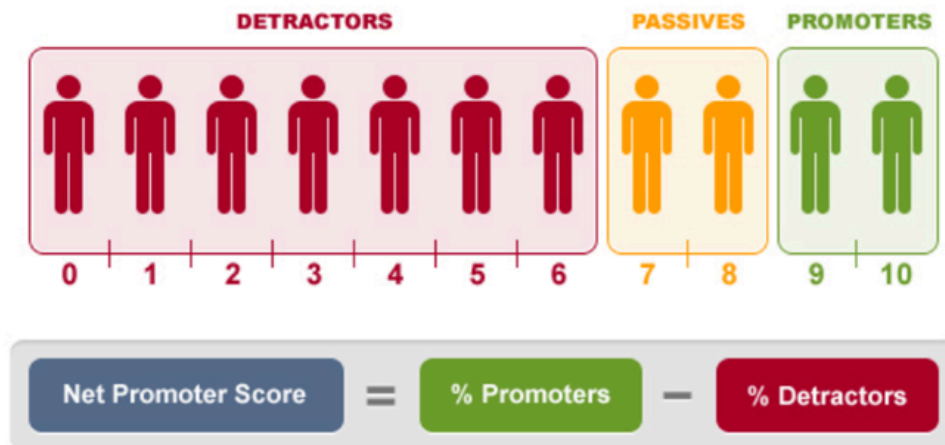 DETRACTORS PASSIVES PROMOTERS
0 1 2 3 4 5 6 7 8 9 10
Net Promoter Score = % Promoters − % Detractors